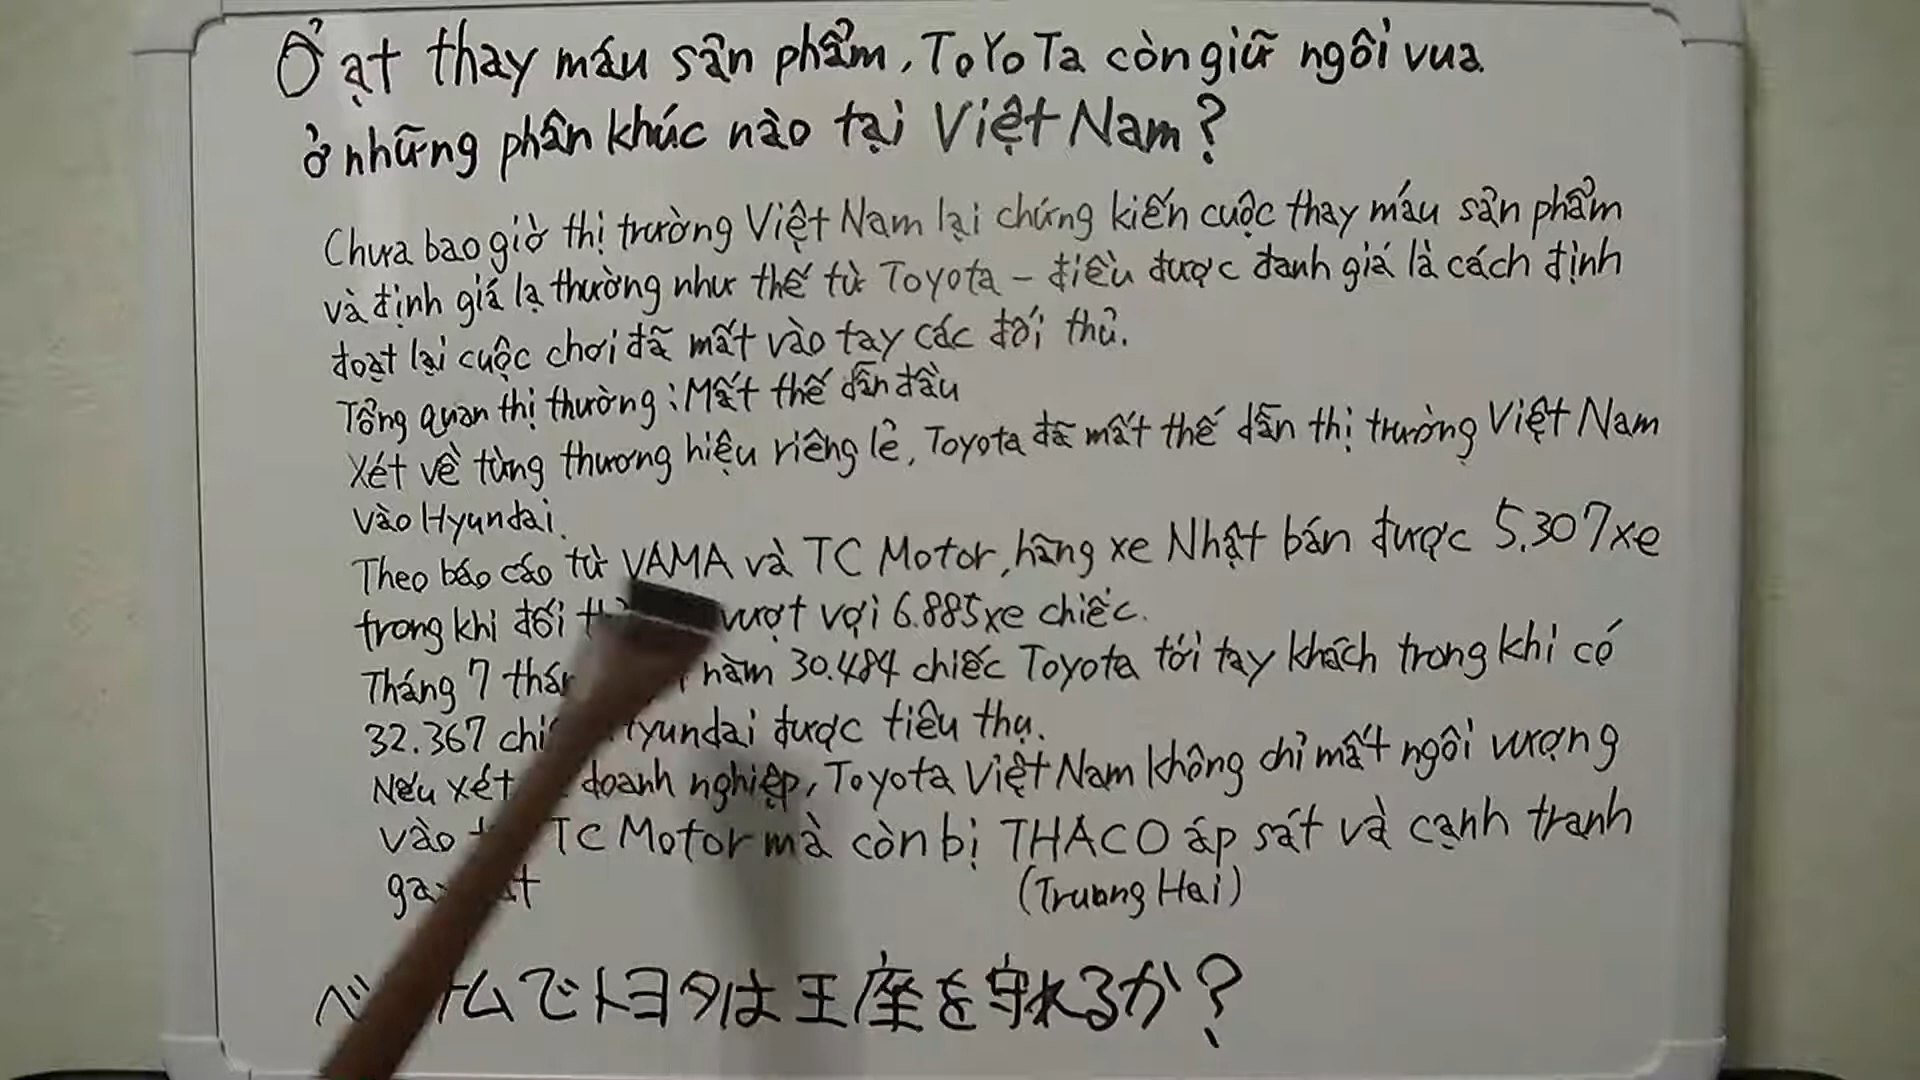 Ồ ạt thay máu sản phẩm, ToYoTa còn giữ ngôi vua
ở những phân khúc nào tại Việt Nam?
Chưa bao giờ thị trường Việt Nam lại chứng kiến cuộc thay máu sản phẩm
và định giá lạ thường như thế từ Toyota – điều được đanh giá là cách định
đoạt lại cuộc chơi đã mất vào tay các đối thủ.
Tổng quan thị thường: Mất thế dẫn đầu
Xét về từng thương hiệu riêng lẻ, Toyota đã mất thế dẫn thị trường Việt Nam
vào Hyundai.
Theo báo cáo từ VAMA và TC Motor, hãng xe Nhật bán được 5.307 xe
trong khi đối vượt vợi 6.885 xe chiếc.
Tháng 7 năm 30.484 chiếc Toyota tới tay khách trong khi có
32.367 Hyundai được tiêu thụ.
Nếu xét doanh nghiệp, Toyota Việt Nam không chỉ mất ngôi vượng
vào TC Motor mà còn bị THACO áp sát và cạnh tranh
(Truong Hai)
ムでトヨタは王座を守れるか?